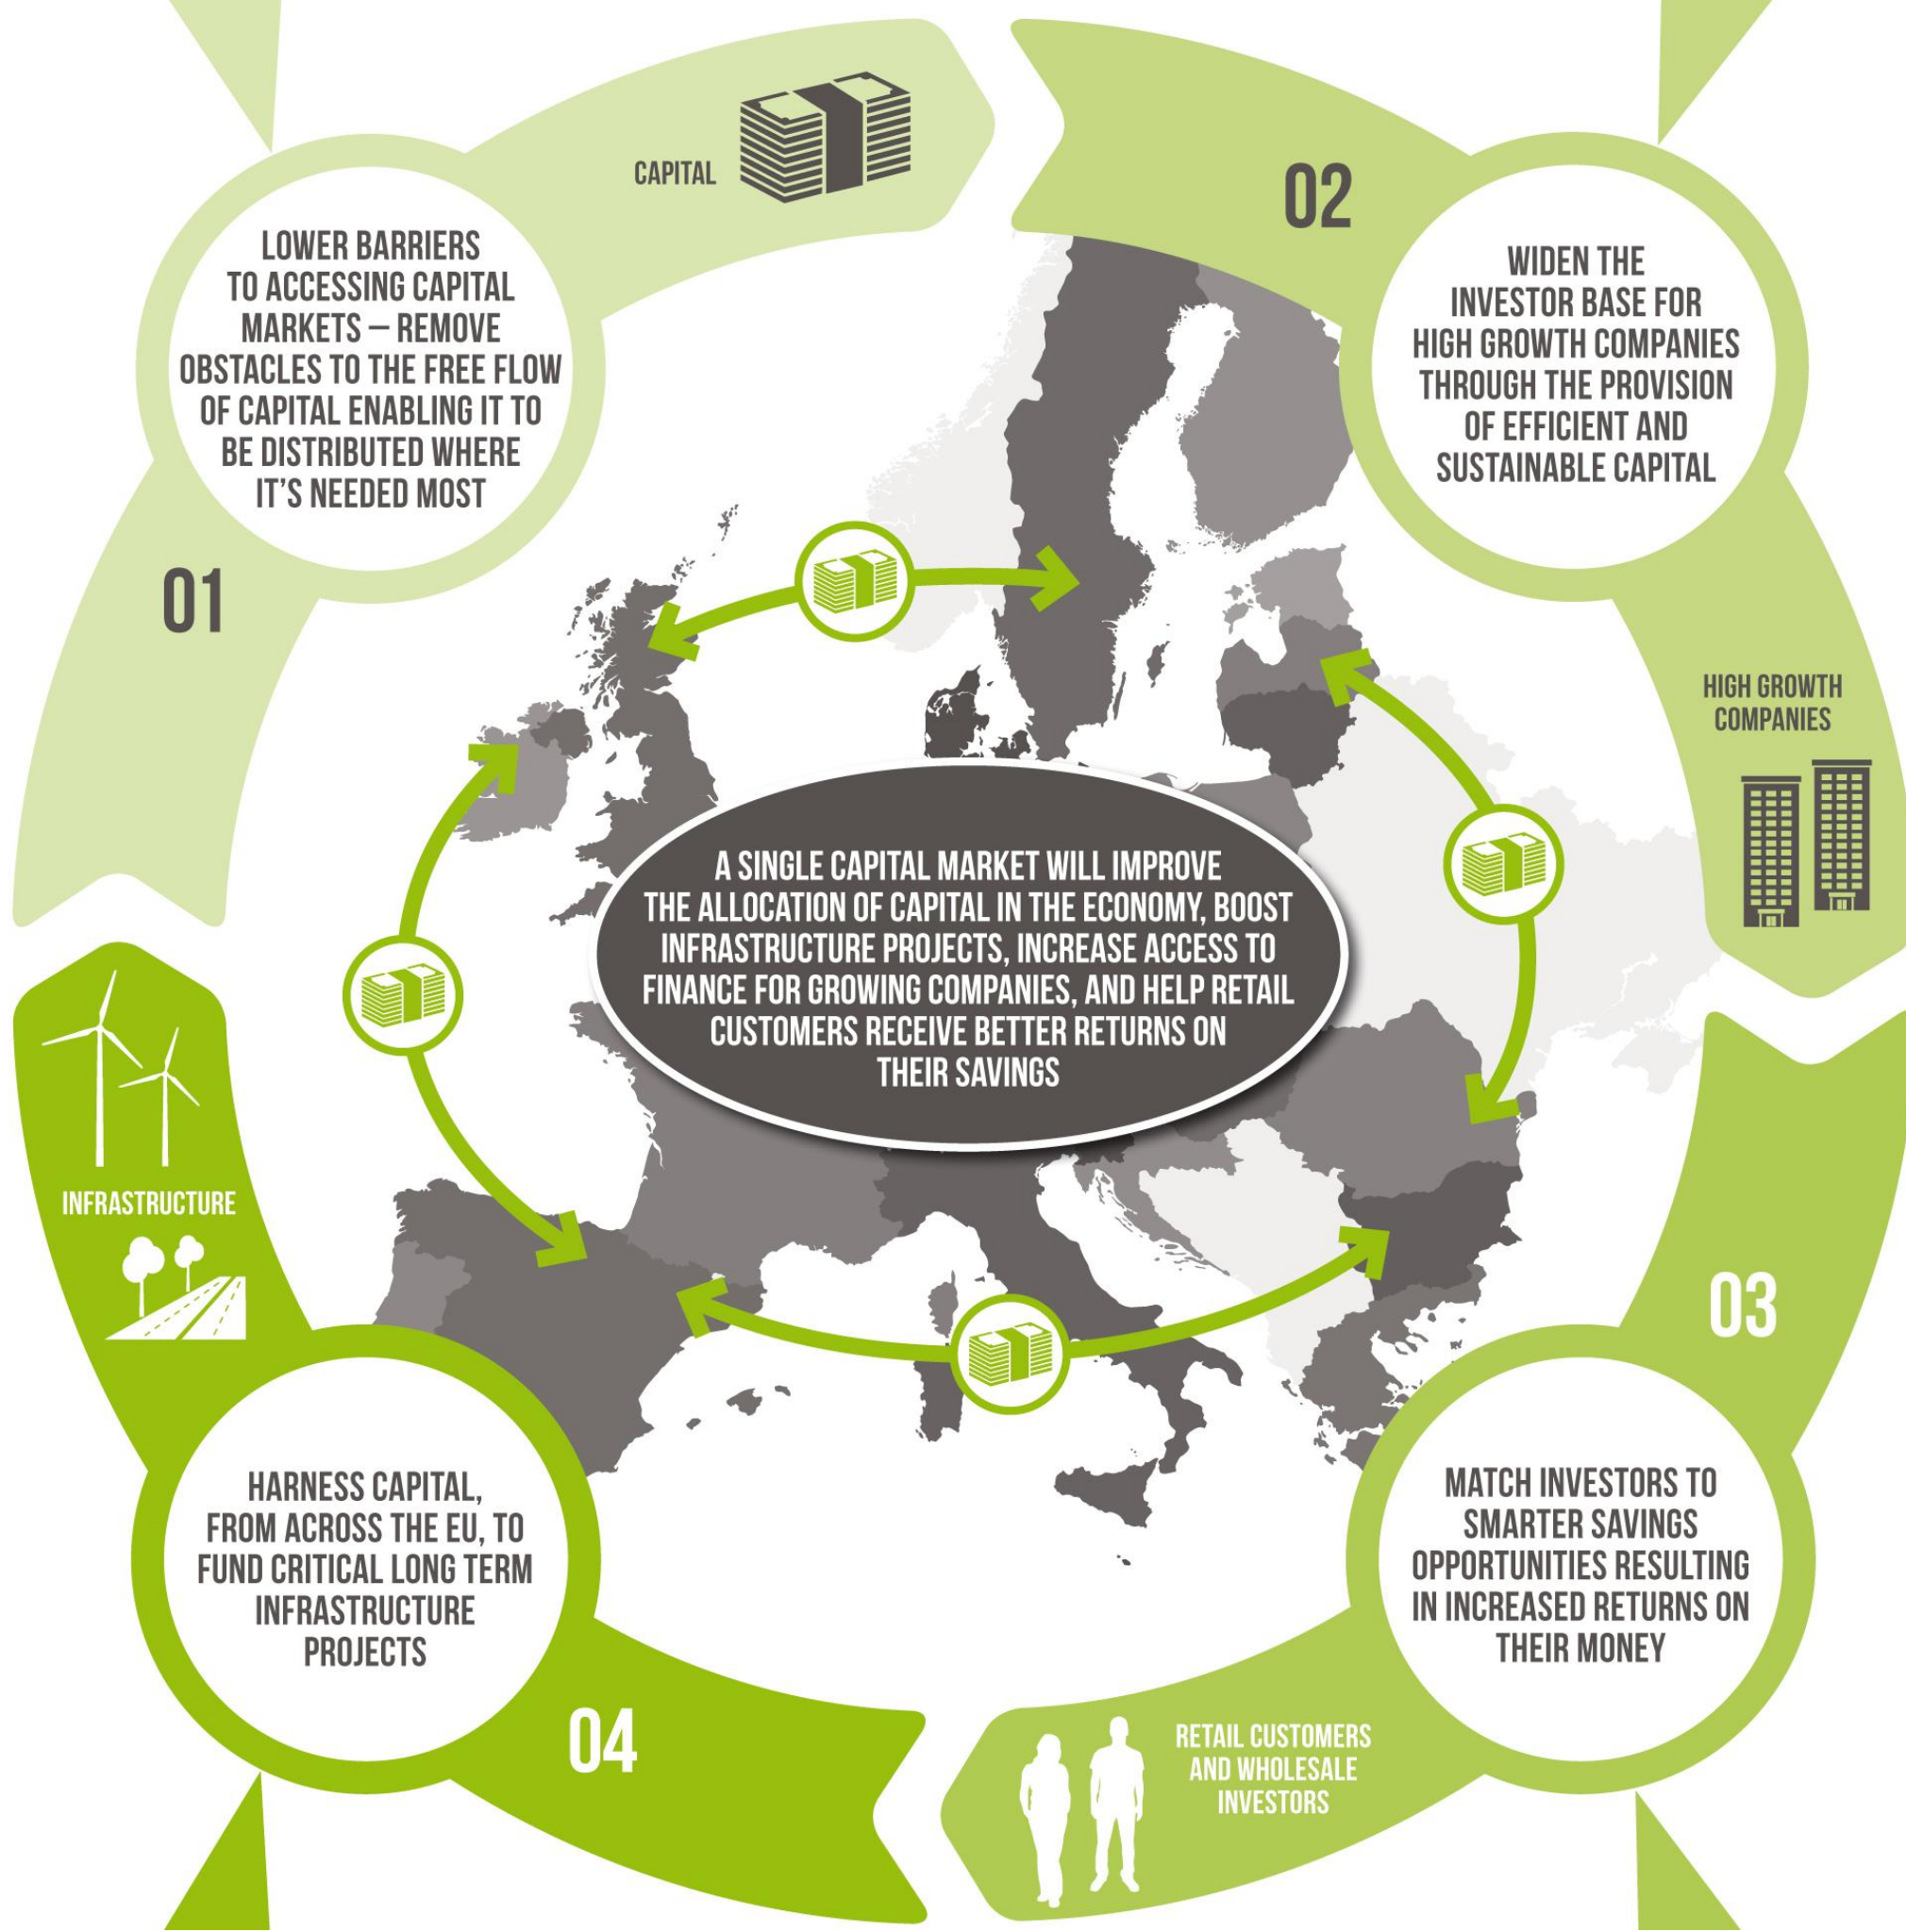 CAPITAL
LOWER BARRIERS
TO ACCESSING CAPITAL
MARKETS – REMOVE
OBSTACLES TO THE FREE FLOW
OF CAPITAL ENABLING IT TO
BE DISTRIBUTED WHERE
IT'S NEEDED MOST
01
02
WIDEN THE
INVESTOR BASE FOR
HIGH GROWTH COMPANIES
THROUGH THE PROVISION
OF EFFICIENT AND
SUSTAINABLE CAPITAL
HIGH GROWTH
COMPANIES
A SINGLE CAPITAL MARKET WILL IMPROVE
THE ALLOCATION OF CAPITAL IN THE ECONOMY, BOOST
INFRASTRUCTURE PROJECTS, INCREASE ACCESS TO
FINANCE FOR GROWING COMPANIES, AND HELP RETAIL
CUSTOMERS RECEIVE BETTER RETURNS ON
THEIR SAVINGS
03
MATCH INVESTORS TO
SMARTER SAVINGS
OPPORTUNITIES RESULTING
IN INCREASED RETURNS ON
THEIR MONEY
RETAIL CUSTOMERS
AND WHOLESALE
INVESTORS
INFRASTRUCTURE
HARNESS CAPITAL,
FROM ACROSS THE EU, TO
FUND CRITICAL LONG TERM
INFRASTRUCTURE
PROJECTS
04